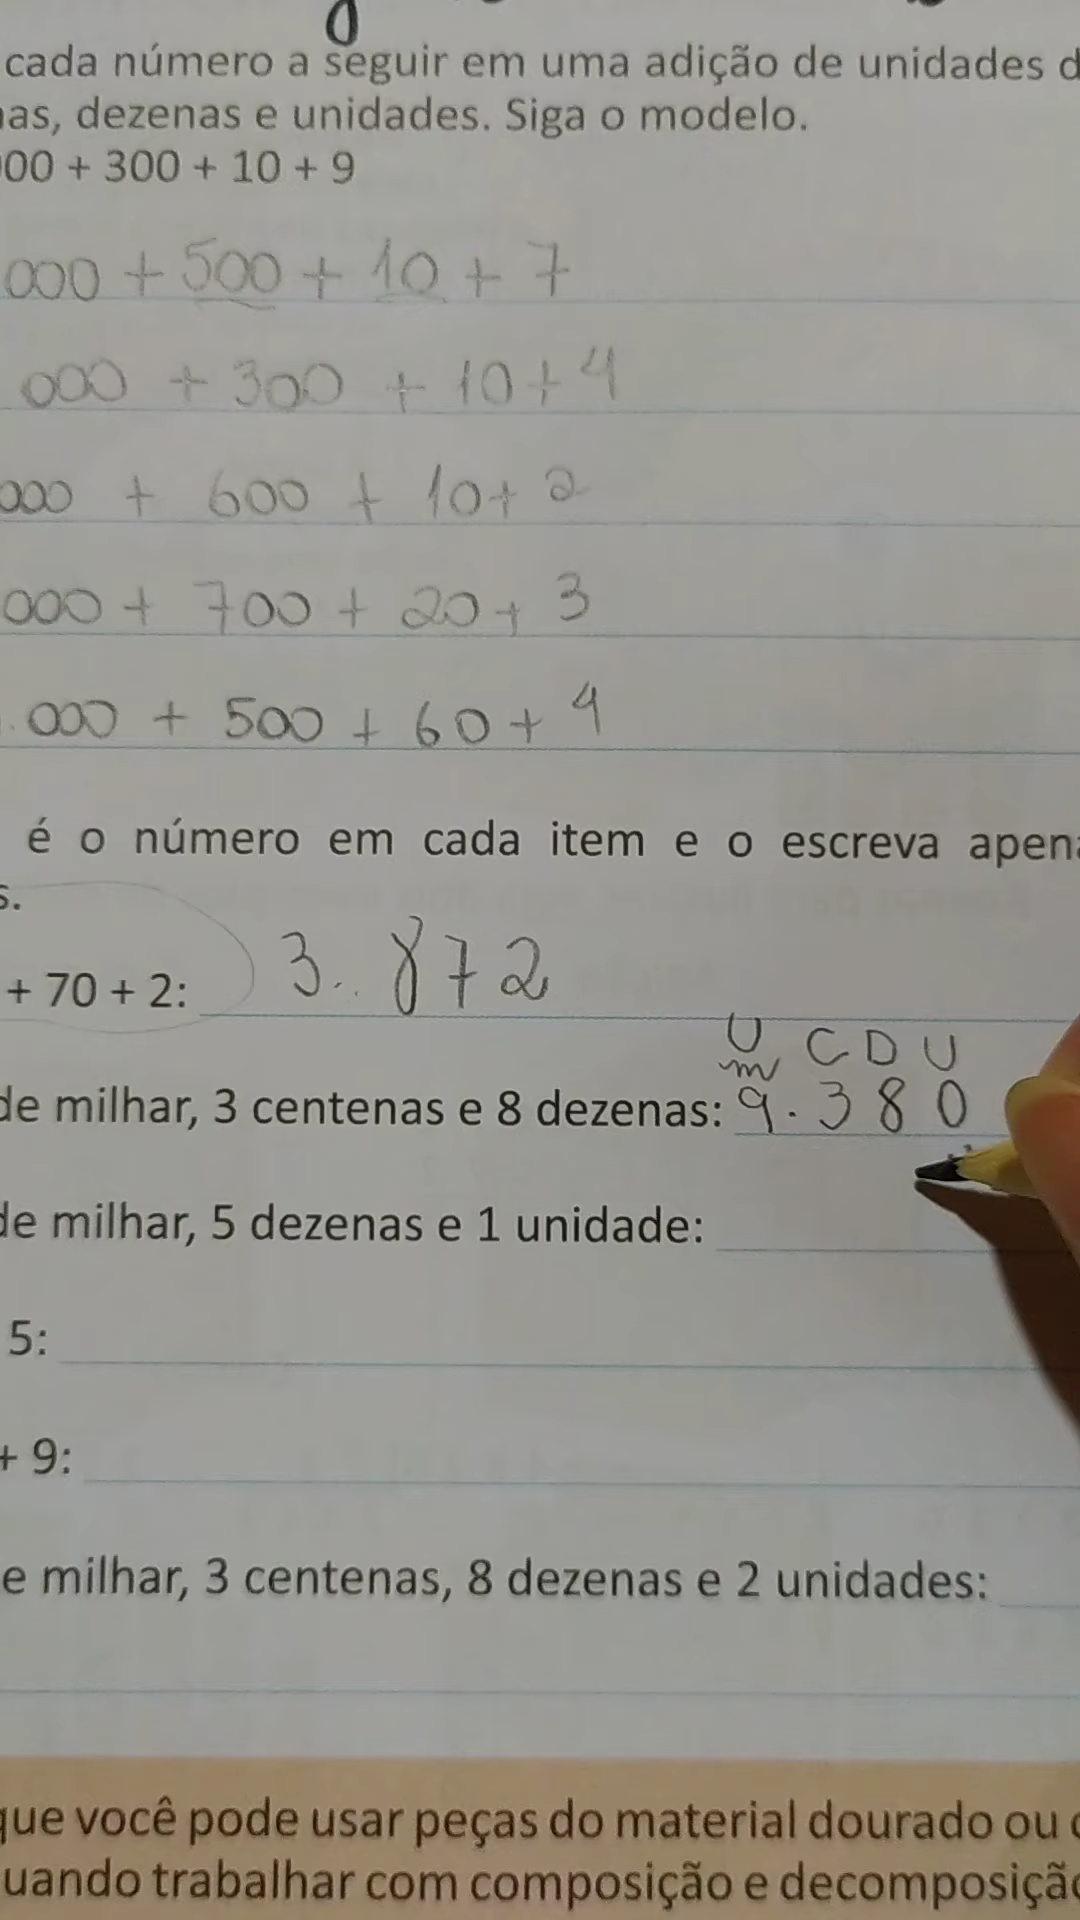 cada número a seguir em uma adição de unidades d
as, dezenas e unidades. Siga o modelo.
00 + 300 + 10 + 9
000 + 500 + 10 + 7
000 + 300 + 10 + 4
000 + 600 + 10 + 2
000 + 700 + 20 + 3
.000 + 500 + 60 + 4
é o número em cada item e o escreva apena
s.
+ 70 + 2: 3..872
U C D U
m
de milhar, 3 centenas e 8 dezenas: 9.380
de milhar, 5 dezenas e 1 unidade:
5:
+ 9:
e milhar, 3 centenas, 8 dezenas e 2 unidades:
que você pode usar peças do material dourado ou
uando trabalhar com composição e decomposição